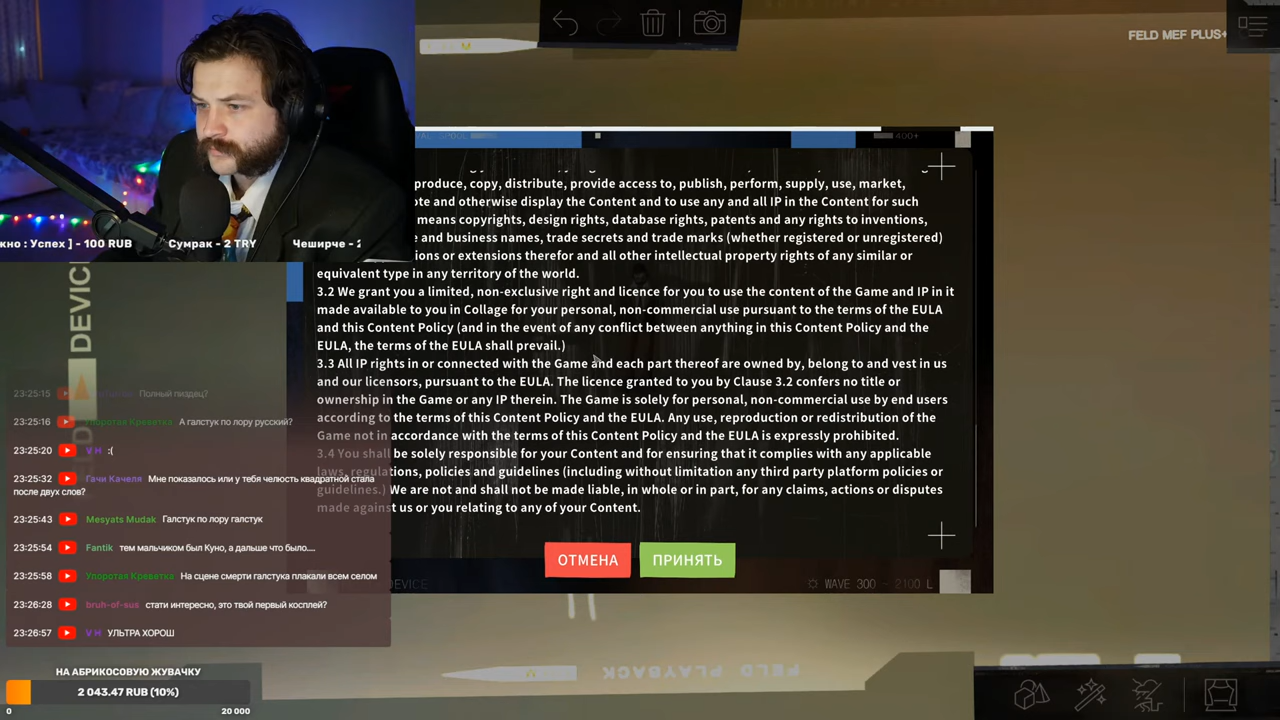 FELD MEF PLUS+
400+
produce, copy, distribute, provide access to, publish, perform, supply, use, market,
ote and otherwise display the Content and to use any and all IP in the Content for such
means copyrights, design rights, database rights, patents and any rights to inventions,
e and business names, trade secrets and trade marks (whether registered or unregistered)
ions or extensions therefor and all other intellectual property rights of any similar or
equivalent type in any territory of the world.
3.2 We grant you a limited, non-exclusive right and licence for you to use the content of the Game and IP in it
made available to you in Collage for your personal, non-commercial use pursuant to the terms of the EULA
and this Content Policy (and in the event of any conflict between anything in this Content Policy and the
EULA, the terms of the EULA shall prevail.)
3.3 All IP rights in or connected with the Game and each part thereof are owned by, belong to and vest in us
and our licensors, pursuant to the EULA. The licence granted to you by Clause 3.2 confers no title or
ownership in the Game or any IP therein. The Game is solely for personal, non-commercial use by end users
according to the terms of this Content Policy and the EULA. Any use, reproduction or redistribution of the
Game not in accordance with the terms of this Content Policy and the EULA is expressly prohibited.
3.4 You shall be solely responsible for your Content and for ensuring that it complies with any applicable
laws, regulations, policies and guidelines (including without limitation any third party platform policies or
guidelines.) We are not and shall not be made liable, in whole or in part, for any claims, actions or disputes
made against us or you relating to any of your Content.
ОТМЕНА ПРИНЯТЬ
DEVICE
WAVE 300 ~ 2100 L
FELD PLAYBACK
жно : Успех ] - 100 RUB Сумрак - 2 TRY Чеширче - 2
FELD DEVIC
23:25:15 Полный пиздец?
23:25:16 Упоротая Креветка А галстук по лору русский?
23:25:20 V H :(
23:25:32 Гачи Качеля Мне показалось или у тебя челюсть квадратной стала
после двух слов?
23:25:43 Mesyats Mudak Галстук по лору галстук
23:25:54 Fantik тем мальчиком был Куно, а дальше что было....
23:25:58 Упоротая Креветка На сцене смерти галстука плакали всем селом
23:26:28 bruh-of-sus стати интересно, это твой первый косплей?
23:26:57 V H УЛЬТРА ХОРОШ
НА АБРИКОСОВУЮ ЖУВАЧКУ
2 043.47 RUB (10%)
0 20 000